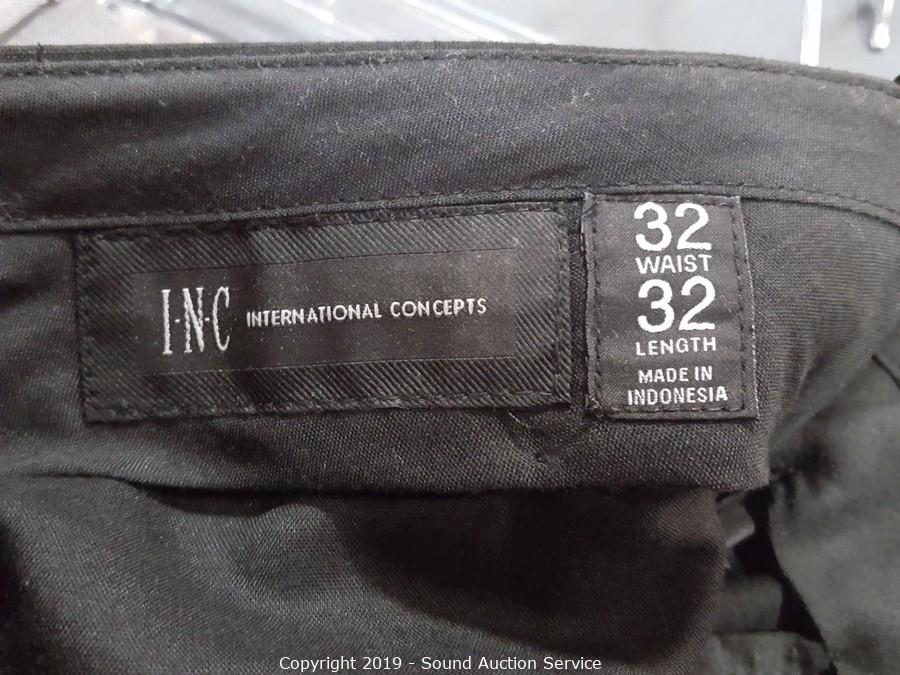 I·N·C INTERNATIONAL CONCEPTS
32
WAIST
32
LENGTH
MADE IN
INDONESIA
Copyright 2019 - Sound Auction Service